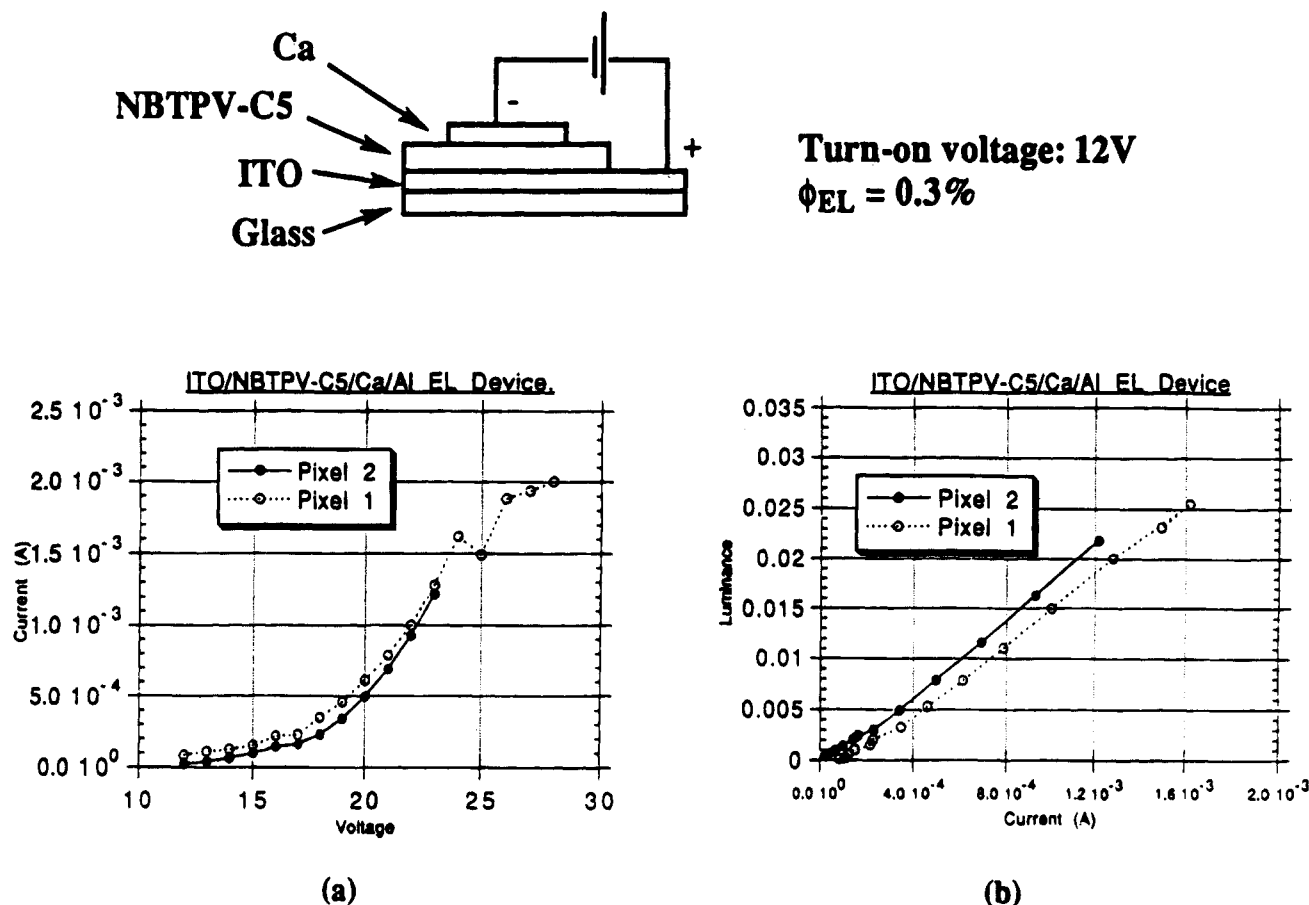 Ca
NBTPV-C5
ITO
Glass
-
+
Turn-on voltage: 12V
ϕEL = 0.3%
ITO/NBTPV-C5/Ca/Al EL Device.
2.5 10-3
2.0 10-3
1.5 10-3
1.0 10-3
5.0 10-4
0.0 100
Current (A)
Pixel 2
Pixel 1
10 15 20 25 30
Voltage
(a)
ITO/NBTPV-C5/Ca/Al EL Device
0.035
0.03
0.025
0.02
0.015
0.01
0.005
0
Luminance
Pixel 2
Pixel 1
0.0 100 4.0 10-4 8.0 10-4 1.2 10-3 1.6 10-3 2.0 10-3
Current (A)
(b)